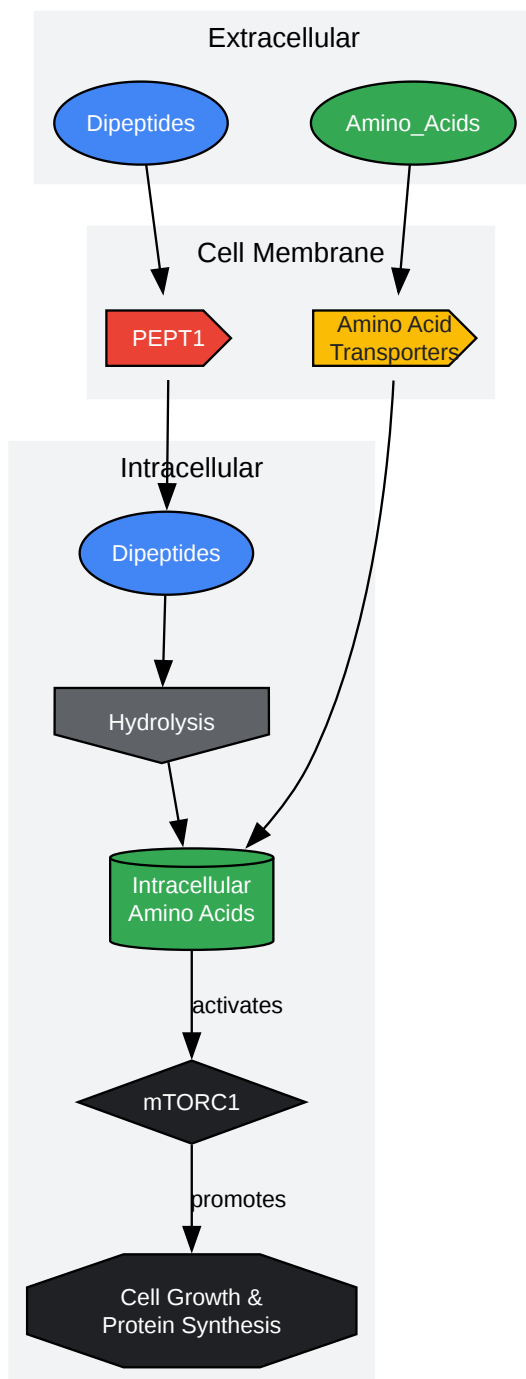 Extracellular
Dipeptides
Amino_Acids
Cell Membrane
PEPT1
Amino Acid
Transporters
Intracellular
Dipeptides
Hydrolysis
Intracellular
Amino Acids
activates
mTORC1
promotes
Cell Growth &
Protein Synthesis